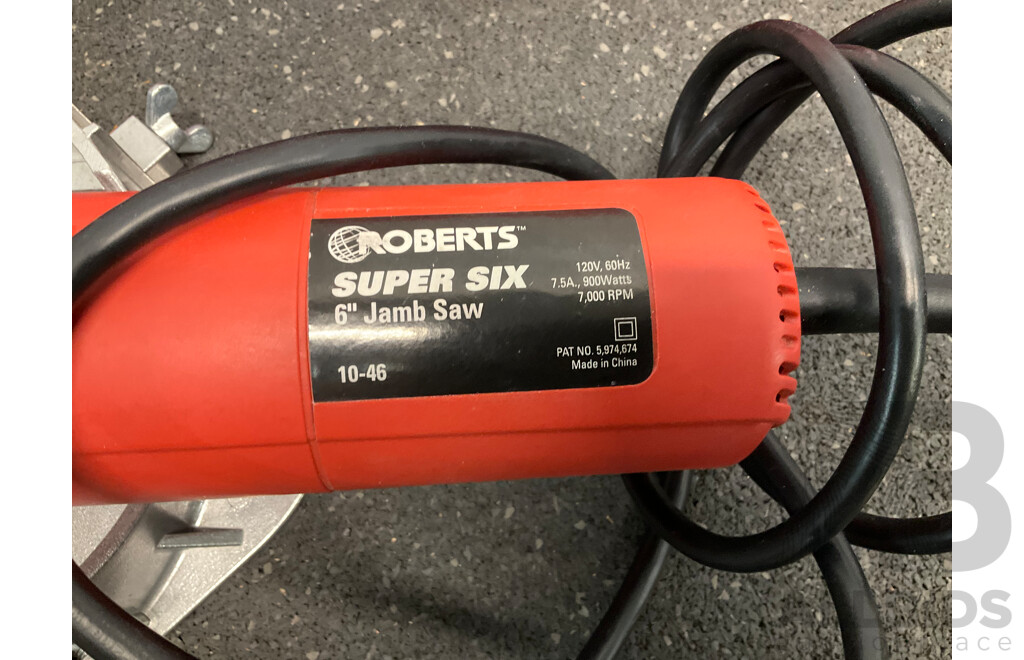 ROBERTS™
SUPER SIX
6" Jamb Saw
10-46
120V, 60Hz
7.5A., 900Watts
7,000 RPM
PAT NO. 5,974,674
Made in China